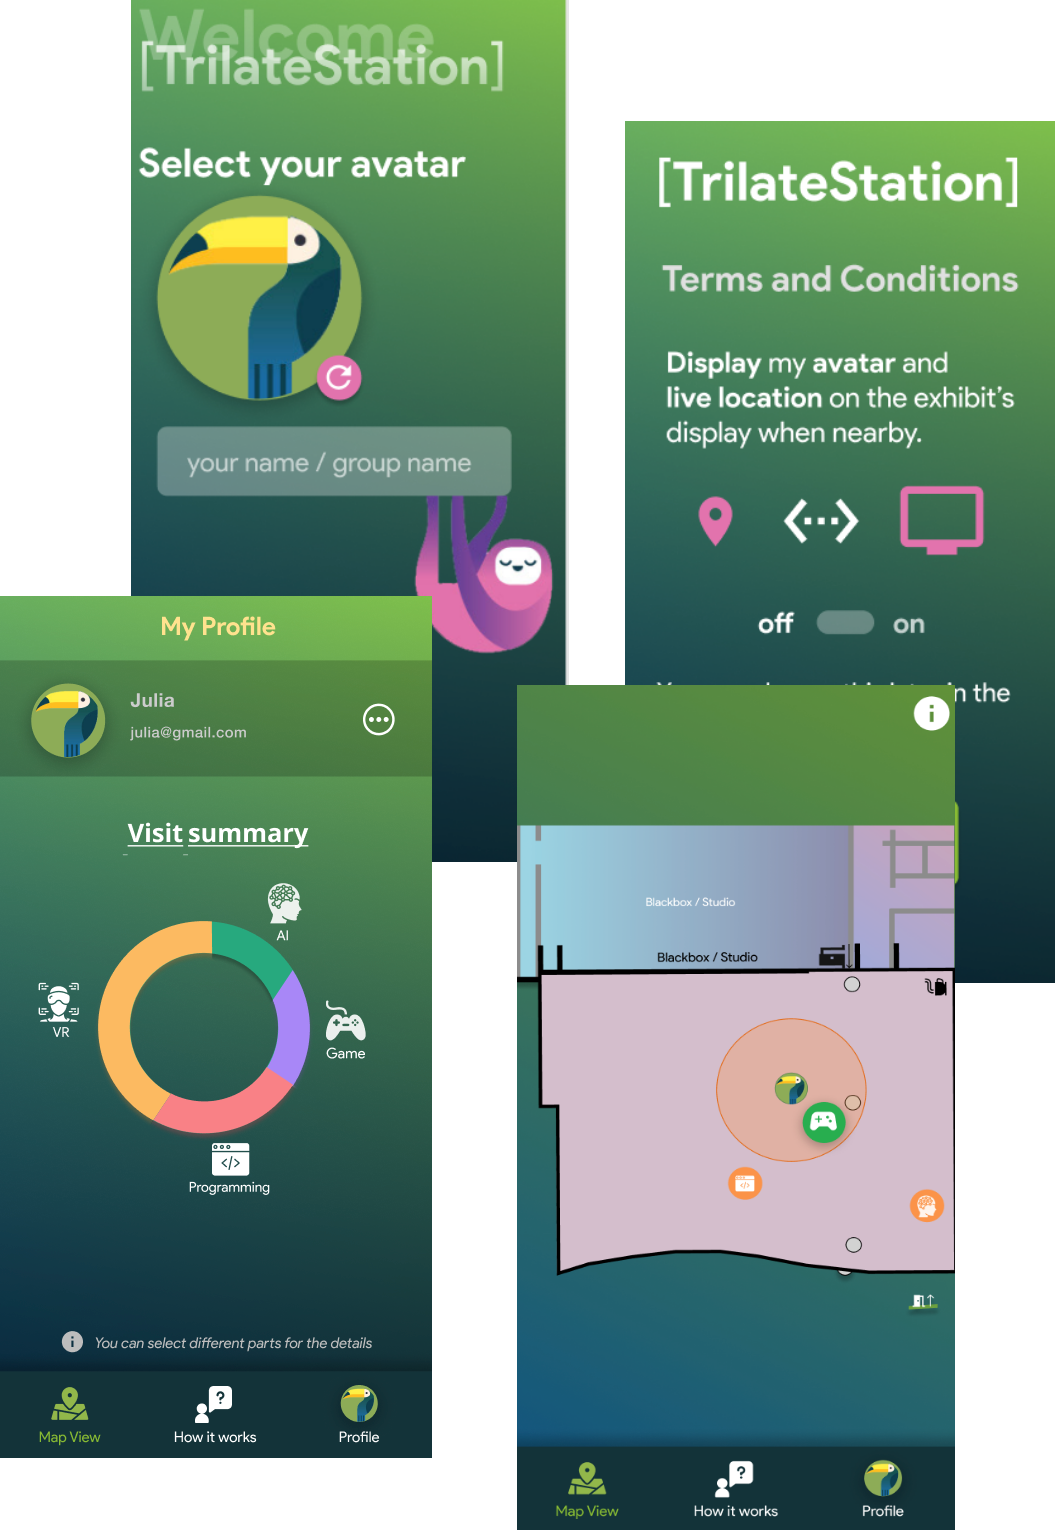 Welcome
[TrilateStation]
Select your avatar
your name / group name
[TrilateStation]
Terms and Conditions
Display my avatar and
live location on the exhibit's
display when nearby.
off on
in the
My Profile
Julia
julia@gmail.com
Visit summary
AI
VR
Game
Programming
You can select different parts for the details
Map View How it works Profile
i
Blackbox / Studio
Blackbox / Studio
Map View How it works Profile